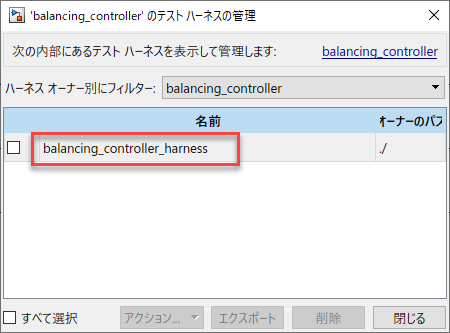 'balancing_controller' のテスト ハーネスの管理
次の内部にあるテスト ハーネスを表示して管理します: balancing_controller
ハーネス オーナー別にフィルター: balancing_controller
名前 オーナーのパス
balancing_controller_harness ./
すべて選択 アクション... エクスポート 削除 閉じる